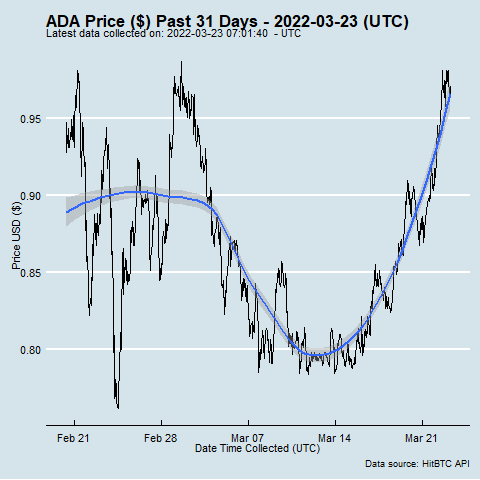 ADA Price ($) Past 31 Days - 2022-03-23 (UTC)
Latest data collected on: 2022-03-23 07:01:40 - UTC
Price USD ($)
0.95
0.90
0.85
0.80
Feb 21
Feb 28
Mar 07
Mar 14
Mar 21
Date Time Collected (UTC)
Data source: HitBTC API